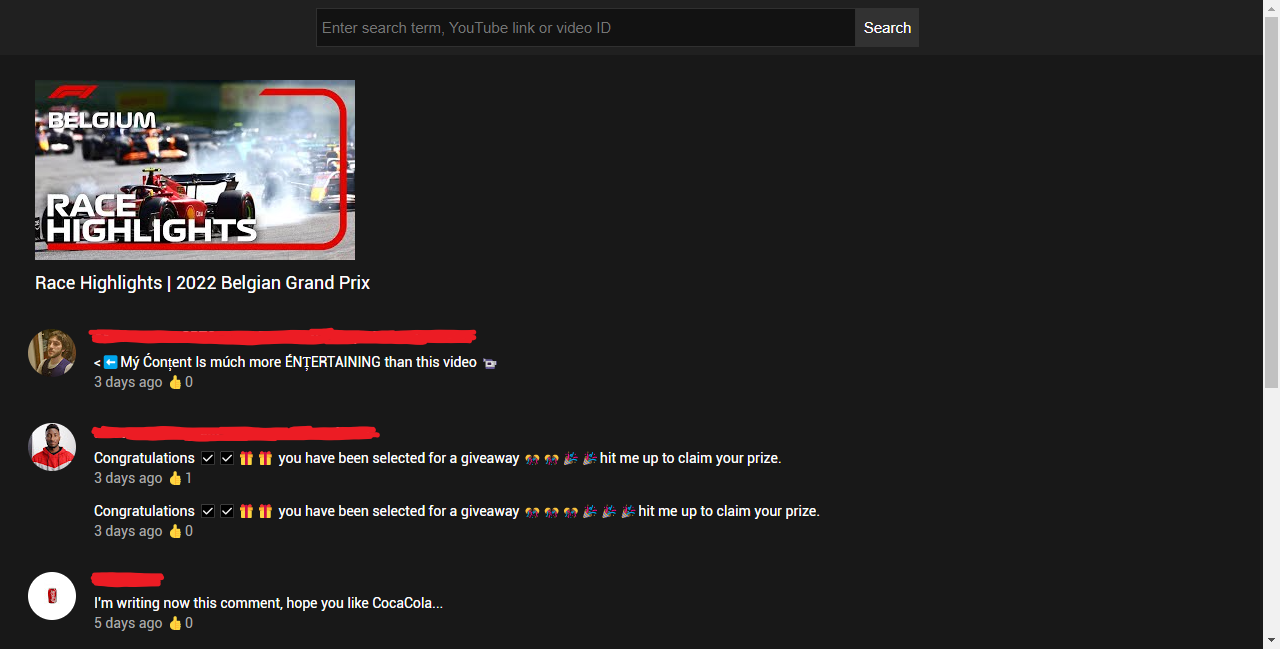 Enter search term, YouTube link or video ID
Search
F1
BELGIUM
RACE
HIGHLIGHTS
Race Highlights | 2022 Belgian Grand Prix
< ⬅️ Mý Ćonţent Is múch more ÉNŢERTAINING than this video 📹
3 days ago 👍 0
Congratulations ☑ ☑ 🎁 🎁 you have been selected for a giveaway 🎊 🎊 🎉 🎉 hit me up to claim your prize.
3 days ago 👍 1
Congratulations ☑ ☑ 🎁 🎁 you have been selected for a giveaway 🎊 🎊 🎊 🎉 🎉 🎉 hit me up to claim your prize.
3 days ago 👍 0
I'm writing now this comment, hope you like CocaCola...
5 days ago 👍 0